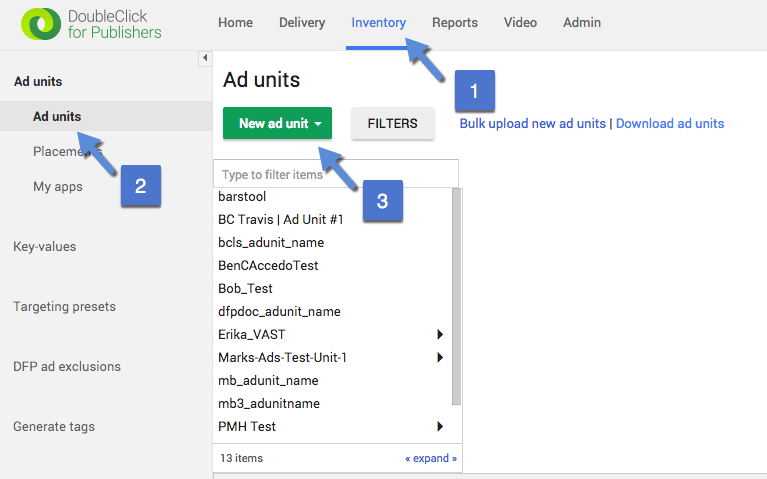 DoubleClick
for Publishers
Home Delivery Inventory Reports Video Admin
Ad units
Ad units
Placements
My apps
Key-values
Targeting presets
DFP ad exclusions
Generate tags
1
2
3
Ad units
New ad unit
FILTERS
Bulk upload new ad units | Download ad units
Type to filter items
barstool
BC Travis | Ad Unit #1
bcls_adunit_name
BenCAccedoTest
Bob_Test
dfpdoc_adunit_name
Erika_VAST
Marks-Ads-Test-Unit-1
mb_adunit_name
mb3_adunitname
PMH Test
13 items
« expand »